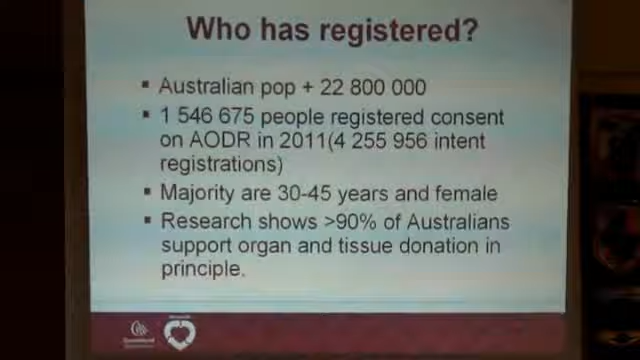 Who has registered?
▪ Australian pop + 22 800 000
▪ 1 546 675 people registered consent
on AODR in 2011(4 255 956 intent
registrations)
▪ Majority are 30-45 years and female
▪ Research shows >90% of Australians
support organ and tissue donation in
principle.